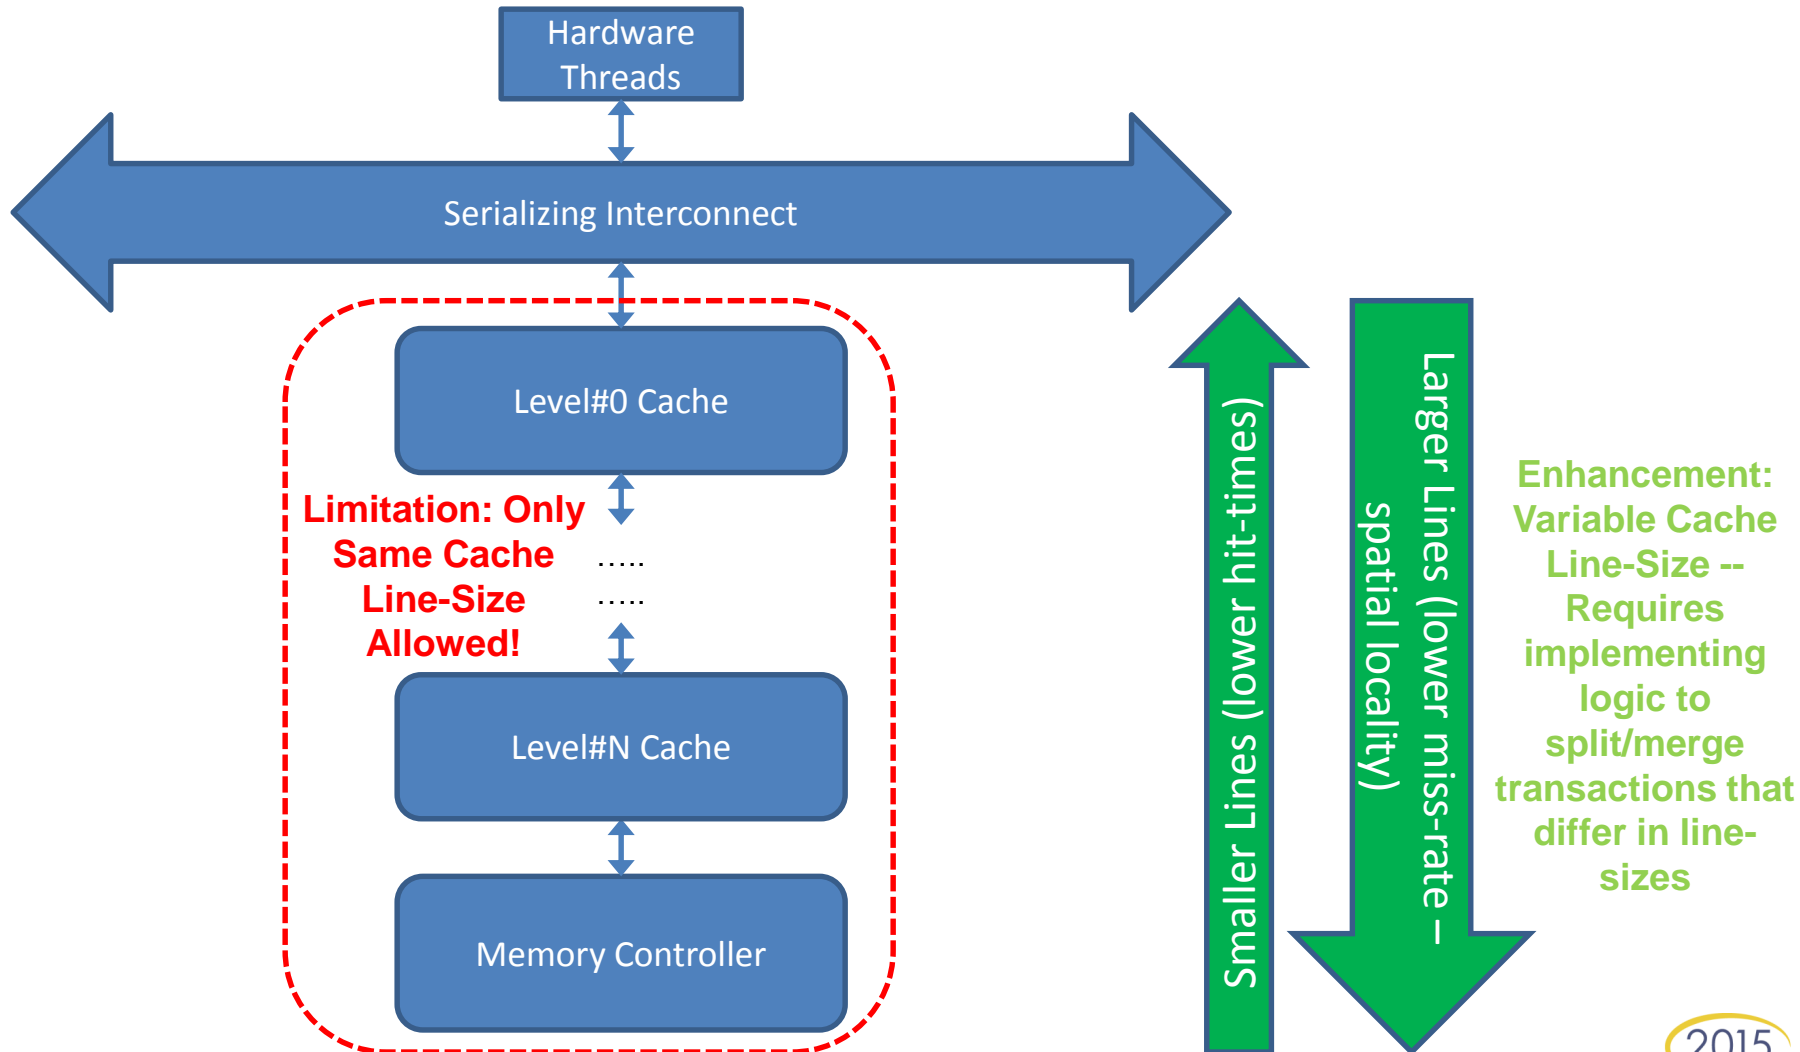 Hardware
Threads
Serializing Interconnect
Level#0 Cache
Limitation: Only
Same Cache
Line-Size
Allowed!
.....
.....
Level#N Cache
Memory Controller
Smaller Lines (lower hit-times)
Larger Lines (lower miss-rate –
spatial locality)
Enhancement:
Variable Cache
Line-Size --
Requires
implementing
logic to
split/merge
transactions that
differ in line-
sizes
2015